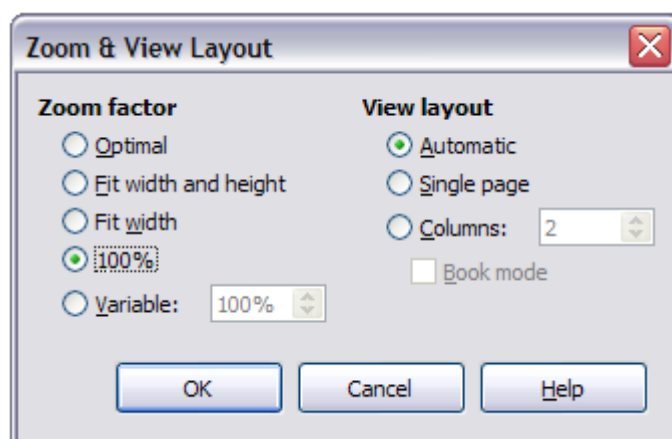 Zoom & View Layout
Zoom factor
Optimal
Fit width and height
Fit width
100%
Variable: 100%
View layout
Automatic
Single page
Columns: 2
Book mode
OK
Cancel
Help